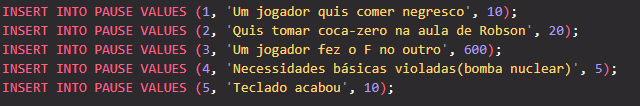 INSERT INTO PAUSE VALUES (1, 'Um jogador quis comer negresco', 10);
INSERT INTO PAUSE VALUES (2, 'Quis tomar coca-zero na aula de Robson', 20);
INSERT INTO PAUSE VALUES (3, 'Um jogador fez o F no outro', 600);
INSERT INTO PAUSE VALUES (4, 'Necessidades básicas violadas(bomba nuclear)', 5);
INSERT INTO PAUSE VALUES (5, 'Teclado acabou', 10);